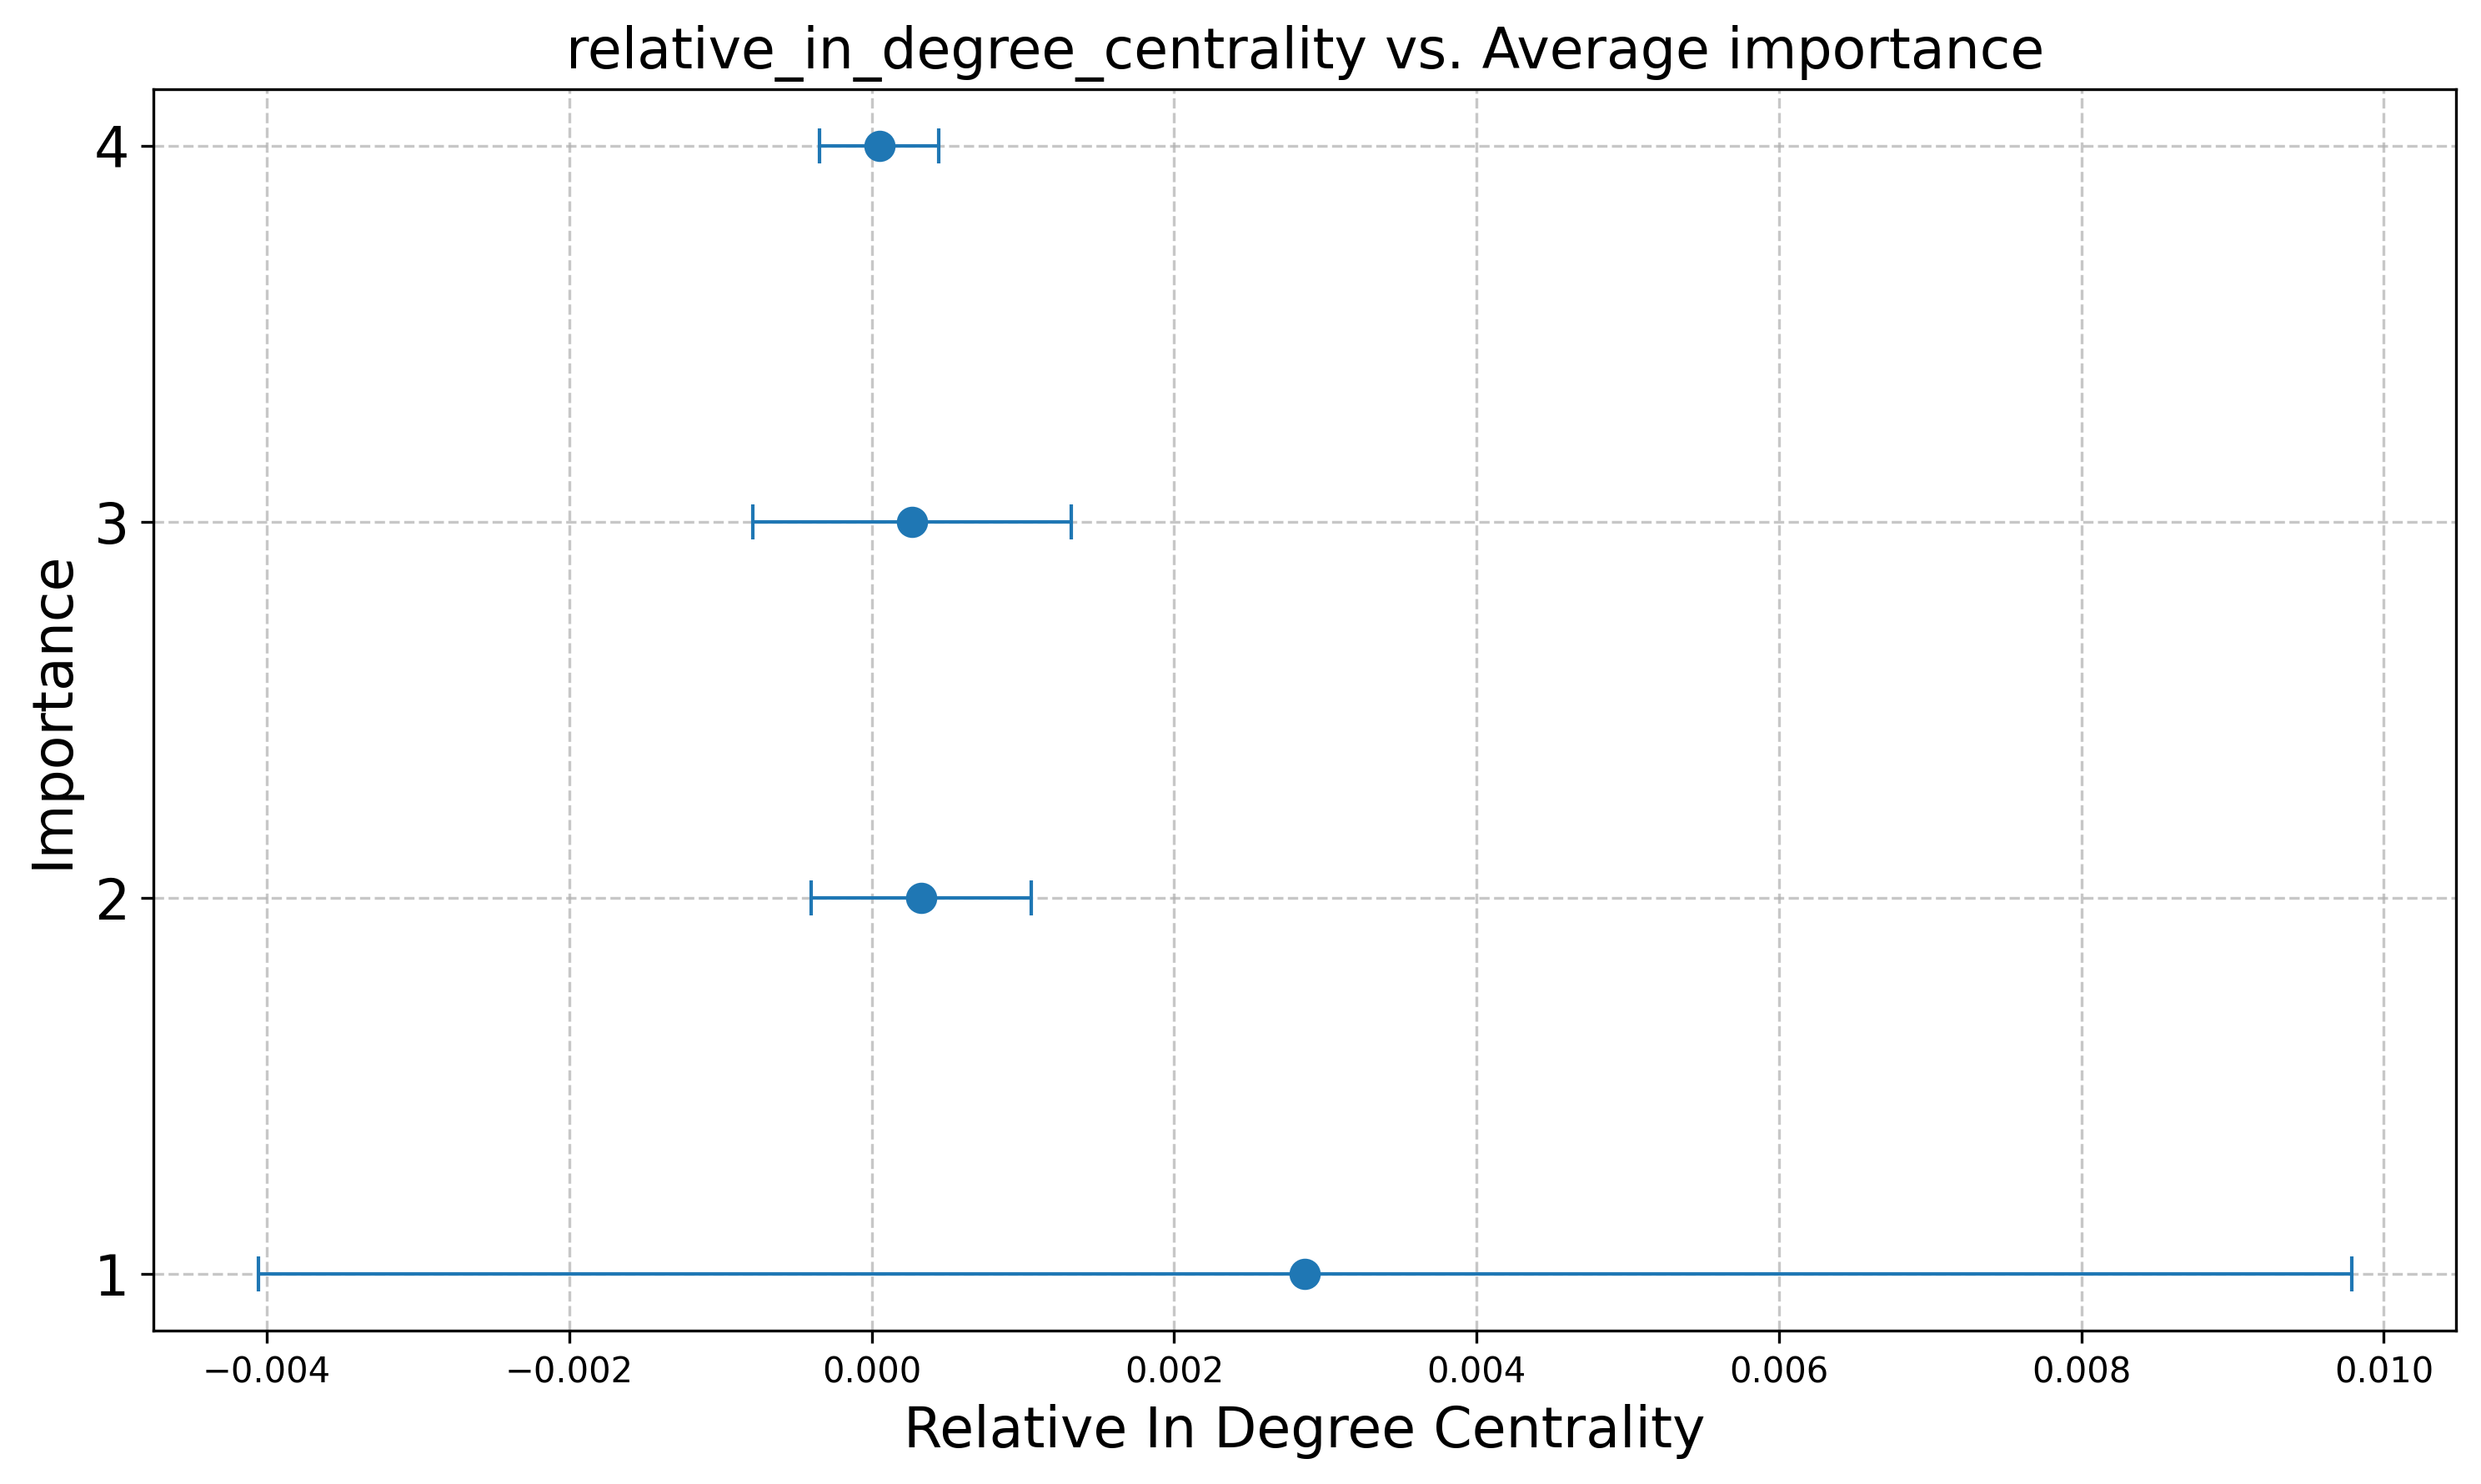 relative_in_degree_centrality vs. Average importance
4
3
2
1
Importance
−0.004 −0.002 0.000 0.002 0.004 0.006 0.008 0.010
Relative In Degree Centrality